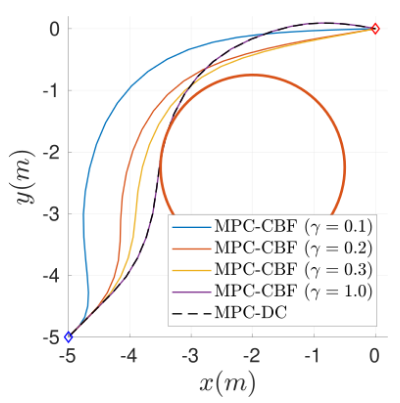 0
-1
-2
-3
-4
-5
y(m)
MPC-CBF (γ = 0.1)
MPC-CBF (γ = 0.2)
MPC-CBF (γ = 0.3)
MPC-CBF (γ = 1.0)
MPC-DC
-5 -4 -3 -2 -1 0
x(m)